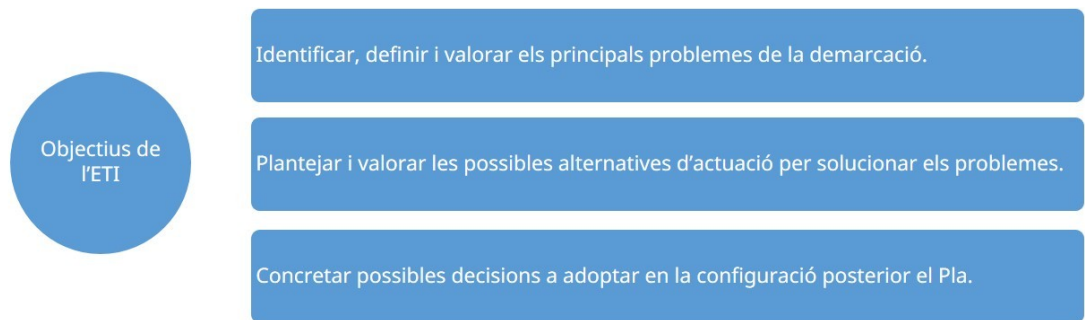 Objectius de
l’ETI
Identificar, definir i valorar els principals problemes de la demarcació.
Plantejar i valorar les possibles alternatives d’actuació per solucionar els problemes.
Concretar possibles decisions a adoptar en la configuració posterior el Pla.